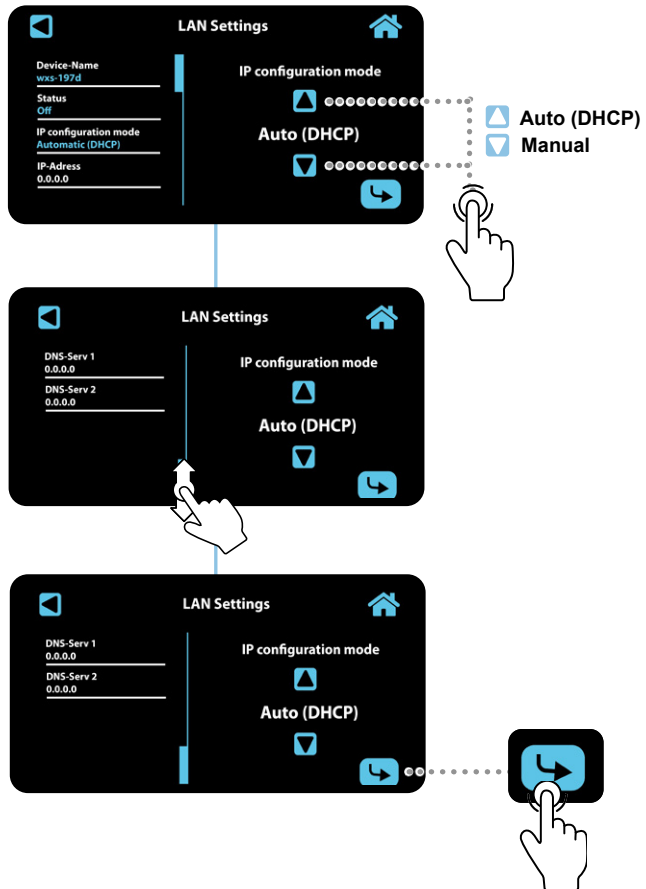 LAN Settings
Device-Name
wxs-197d
Status
Off
IP configuration mode
Automatic (DHCP)
IP-Adress
0.0.0.0
IP configuration mode
Auto (DHCP)
Auto (DHCP)
Manual
LAN Settings
DNS-Serv 1
0.0.0.0
DNS-Serv 2
0.0.0.0
IP configuration mode
Auto (DHCP)
LAN Settings
DNS-Serv 1
0.0.0.0
DNS-Serv 2
0.0.0.0
IP configuration mode
Auto (DHCP)